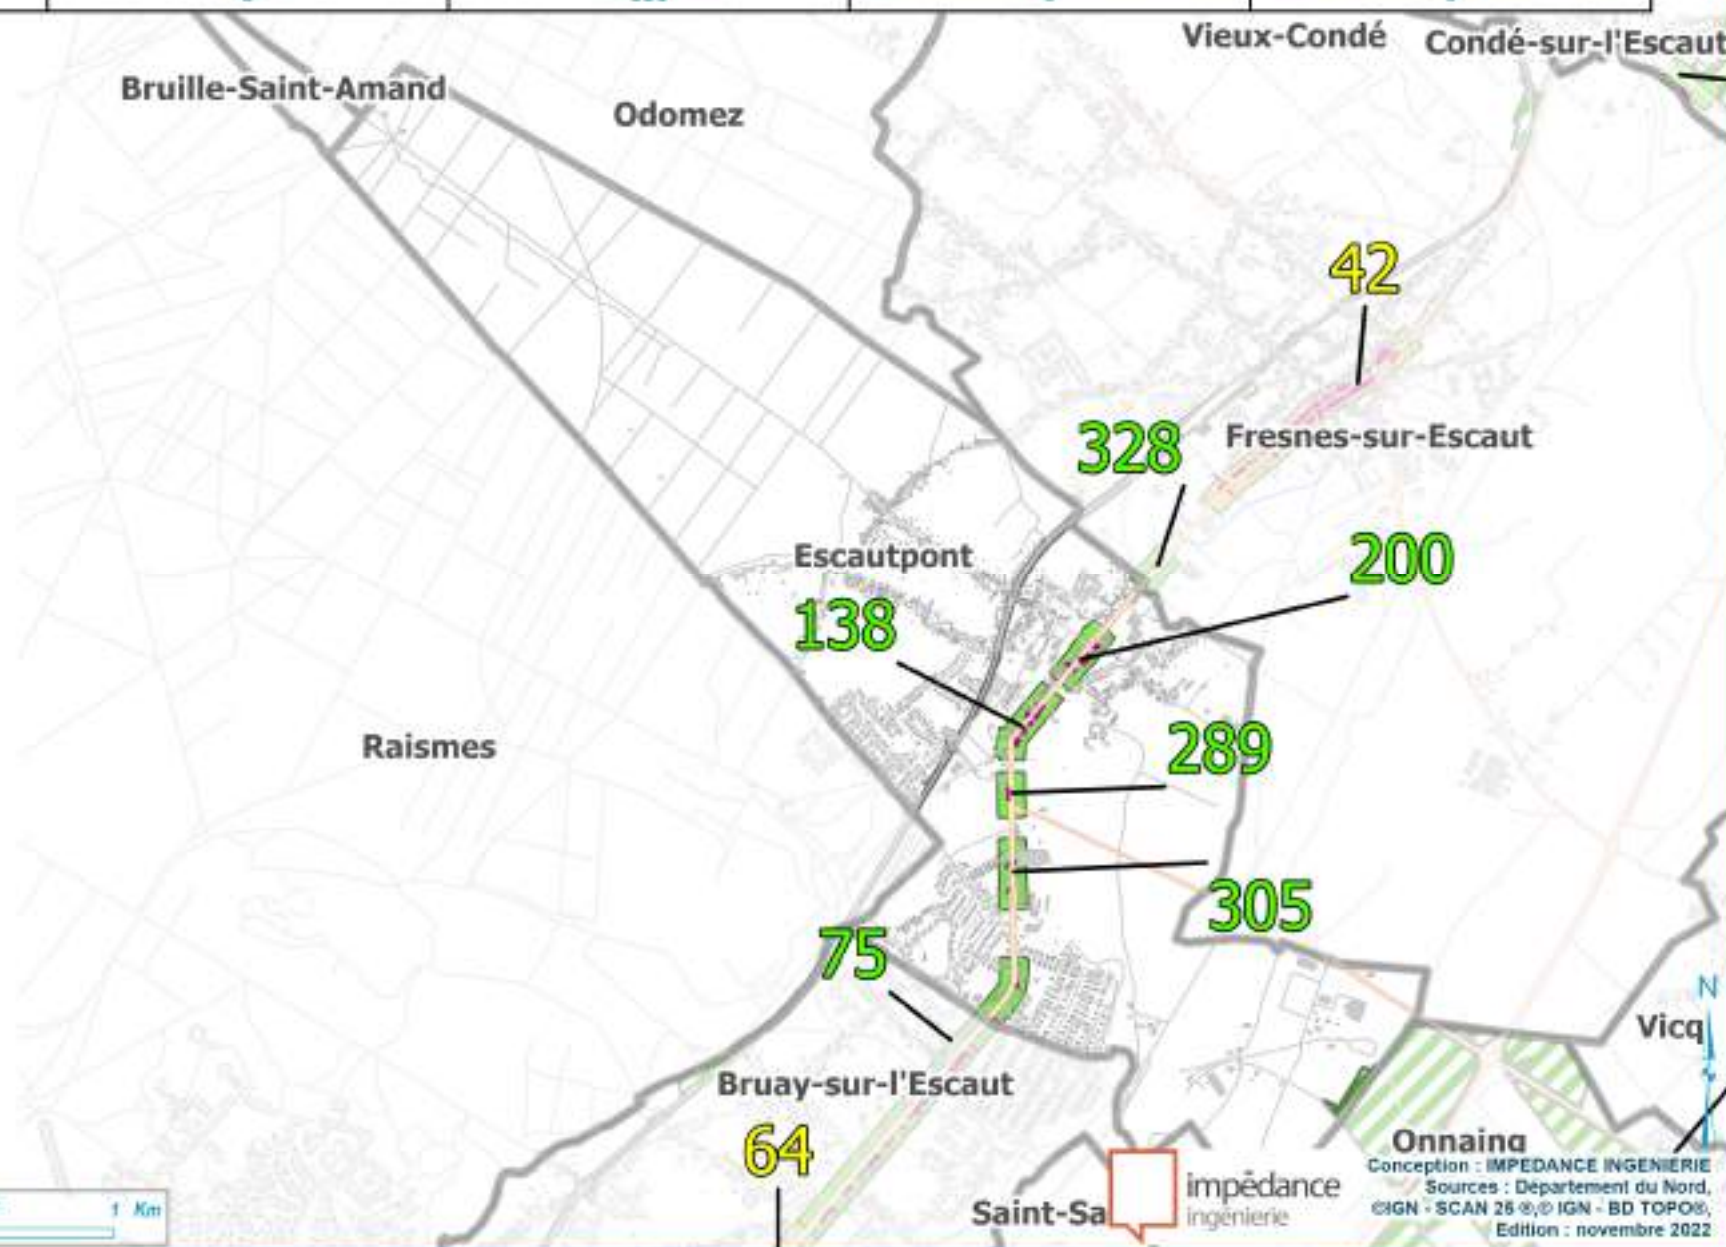 Vieux-Condé
Condé-sur-l'Escaut
Bruille-Saint-Amand
Odomez
42
328
Fresnes-sur-Escaut
200
Escautpont
138
Raismes
289
305
75
N
Vicq
Bruay-sur-l'Escaut
64
Onnaing
Conception : IMPEDANCE INGENIERIE
Sources : Département du Nord,
©IGN - SCAN 25 ®,© IGN - BD TOPO®,
Edition : novembre 2022
impédance
ingénierie
Saint-Sa
1 Km